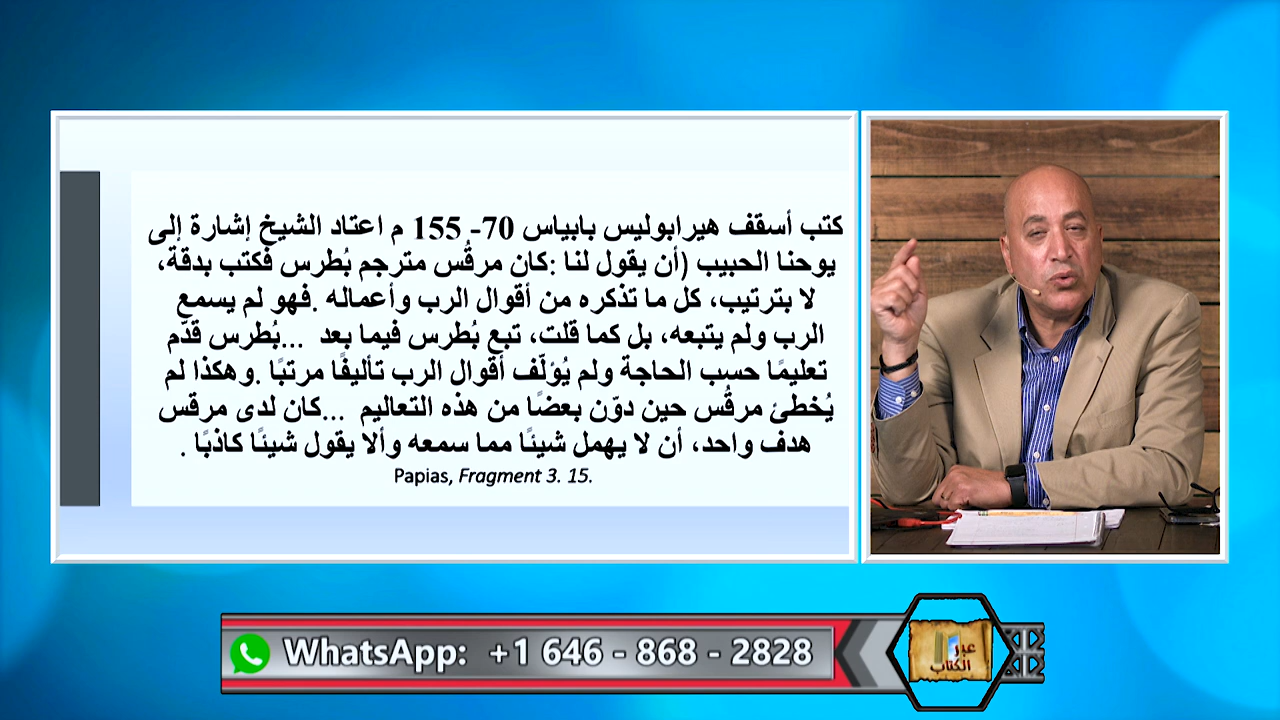 كتب أسقف هيرابوليس بابياس 70- 155 م اعتاد الشيخ إشارة إلى
يوحنا الحبيب (أن يقول لنا :كان مرقُس مترجم بُطرس فكتب بدقة،
لا بترتيب، كل ما تذكره من أقوال الرب وأعماله .فهو لم يسمع
الرب ولم يتبعه، بل كما قلت، تبع بُطرس فيما بعد ...بُطرس قدّم
تعليمًا حسب الحاجة ولم يُؤلّف أقوال الرب تأليفًا مرتبًا .وهكذا لم
يُخطئ مرقُس حين دوّن بعضًا من هذه التعاليم ...كان لدى مرقس
هدف واحد، أن لا يهمل شيئًا مما سمعه وألا يقول شيئًا كاذبًا .
Papias, Fragment 3. 15.
WhatsApp: +1 646 - 868 - 2828
عبر
الكتاب